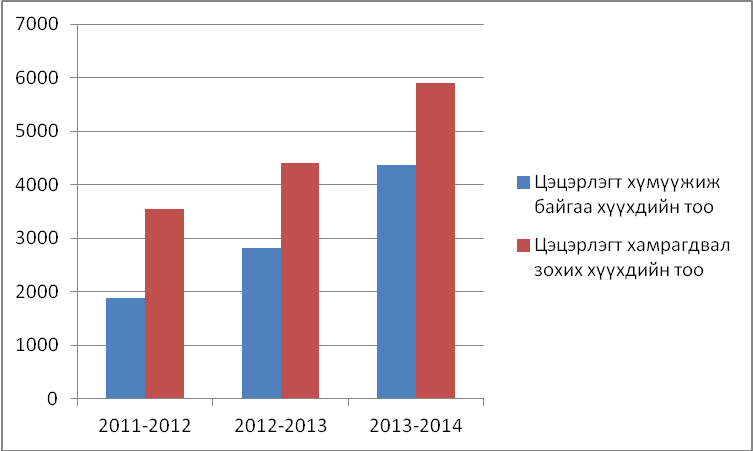 7000
6000
5000
4000
3000
2000
1000
0
2011-2012
2012-2013
2013-2014
Цэцэрлэгт хүмүүжиж
байгаа хүүхдийн тоо
Цэцэрлэгт хамрагдвал
зохих хүүхдийн тоо